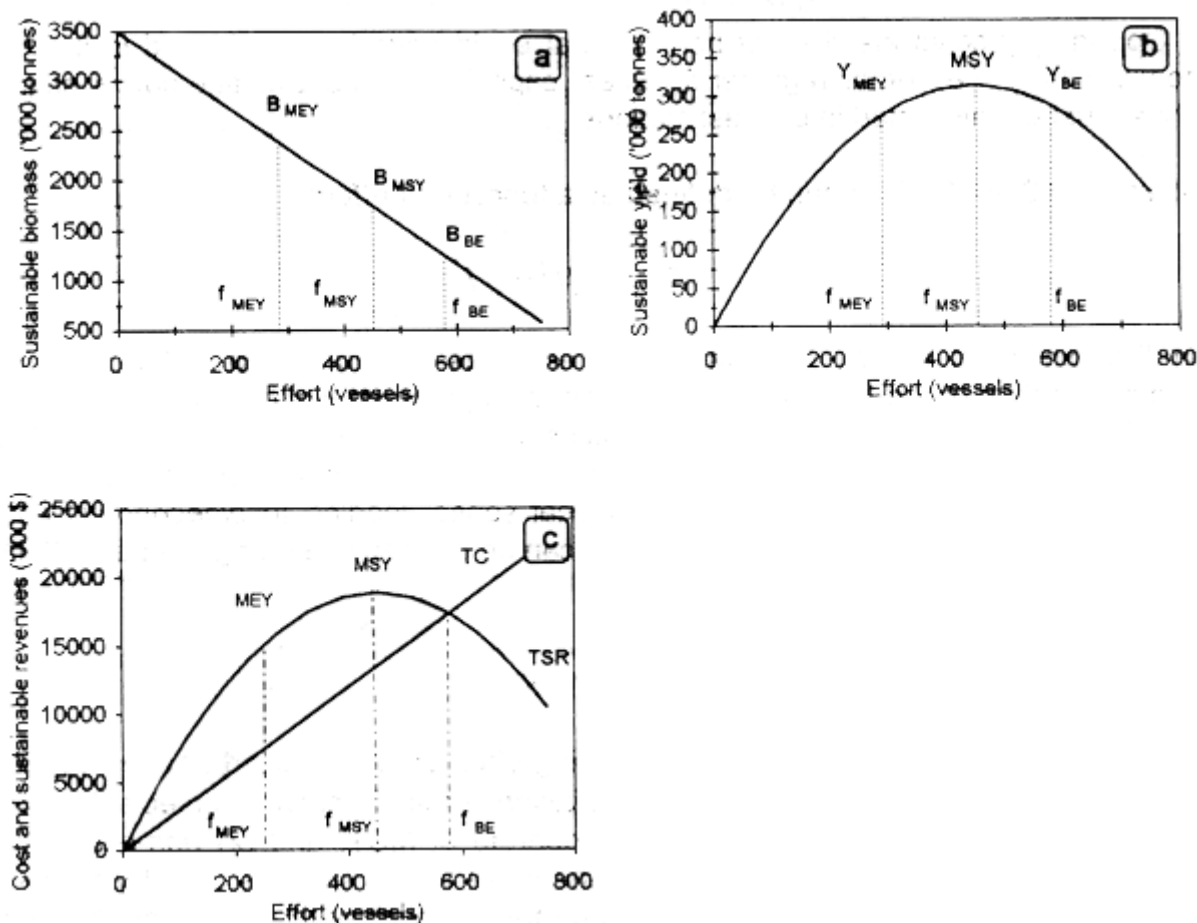 a
Sustainable biomass ('000 tonnes)
3500
3000
2500
2000
1500
1000
500
B MEY
B MSY
B BE
f MEY
f MSY
f BE
0 200 400 600 800
Effort (vessels)
b
Sustainable yield ('000 tonnes)
400
350
300
250
200
150
100
50
0
Y MEY
MSY
Y BE
f MEY
f MSY
f BE
0 200 400 600 800
Effort (vessels)
c
Cost and sustainable revenues ('000 $)
25000
20000
15000
10000
5000
0
MEY
MSY
TC
TSR
f MEY
f MSY
f BE
0 200 400 600 800
Effort (vessels)